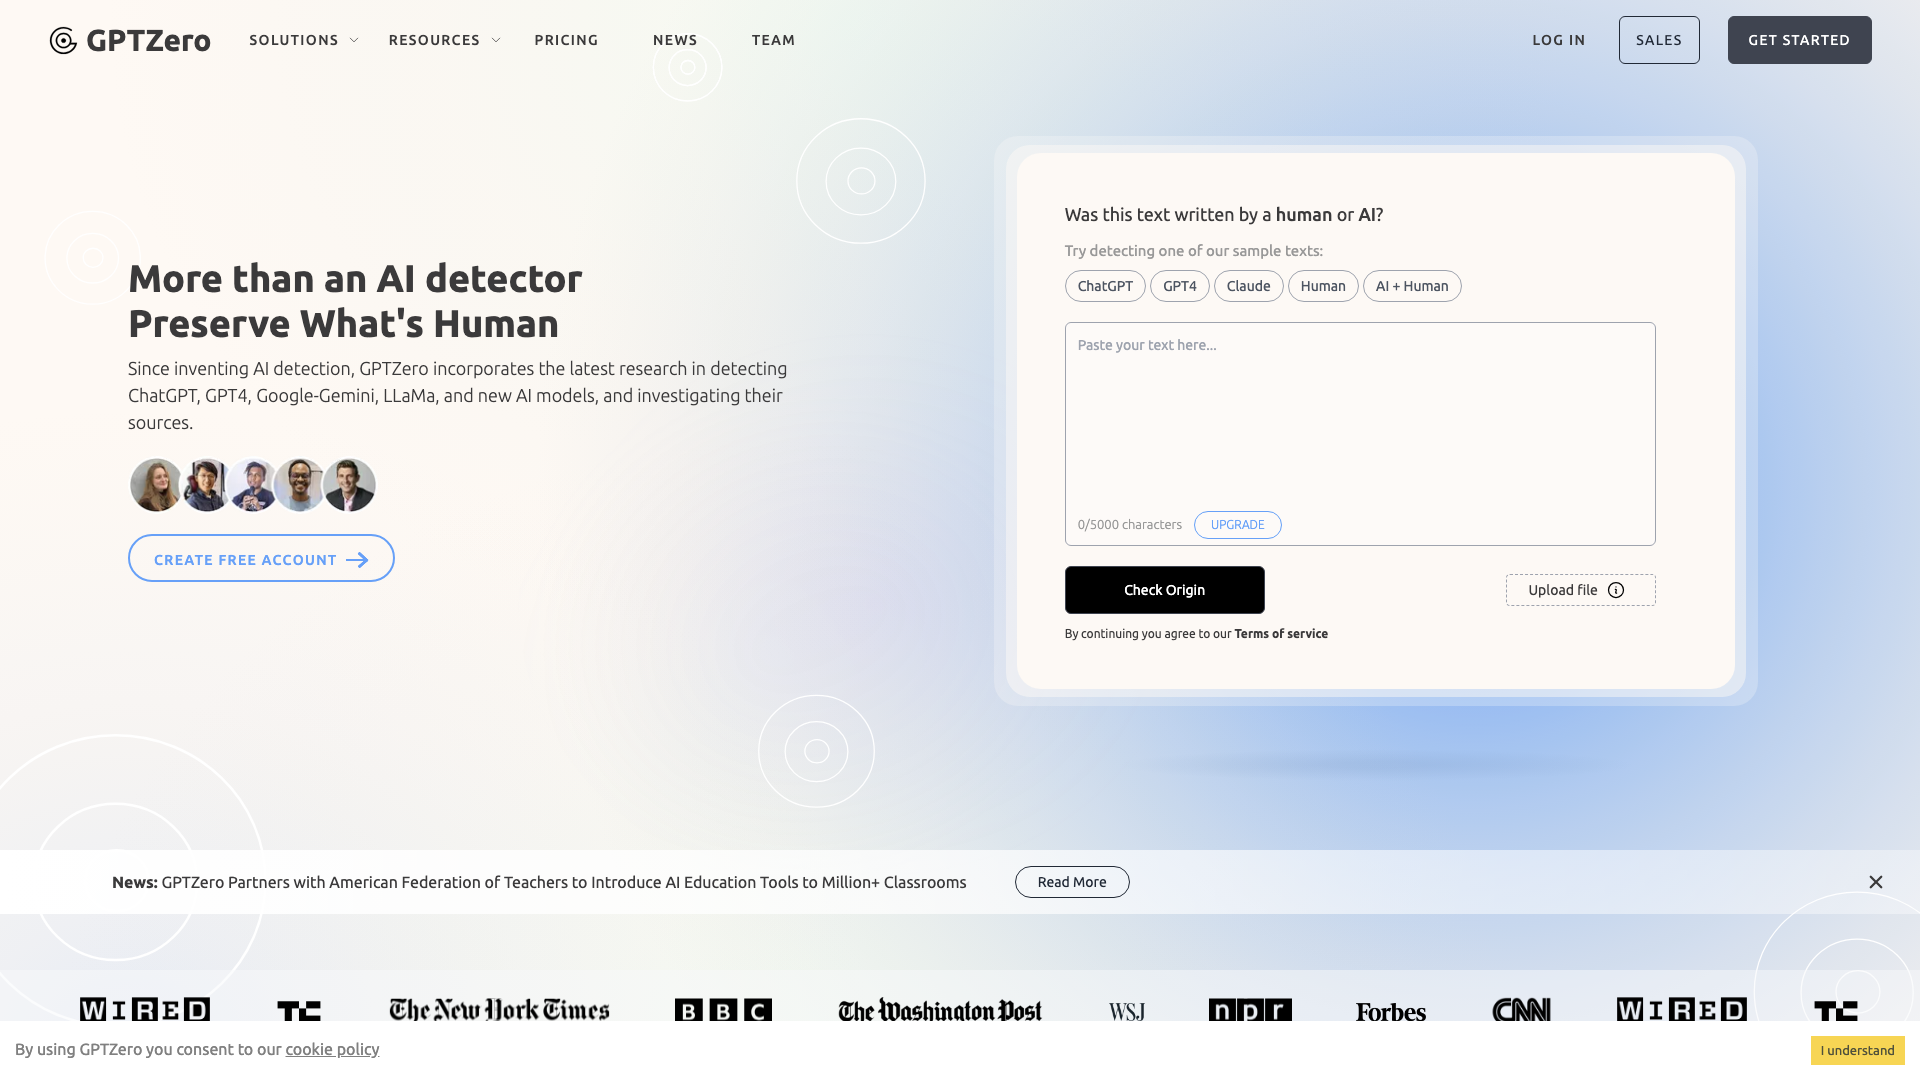 GPTZero SOLUTIONS RESOURCES PRICING NEWS TEAM LOG IN SALES GET STARTED
More than an AI detector
Preserve What's Human
Since inventing AI detection, GPTZero incorporates the latest research in detecting
ChatGPT, GPT4, Google-Gemini, LLaMa, and new AI models, and investigating their
sources.
CREATE FREE ACCOUNT
Was this text written by a human or AI?
Try detecting one of our sample texts:
ChatGPT GPT4 Claude Human AI + Human
Paste your text here...
0/5000 characters UPGRADE
Check Origin Upload file
By continuing you agree to our Terms of service
News: GPTZero Partners with American Federation of Teachers to Introduce AI Education Tools to Million+ Classrooms Read More
WIRED TC The New York Times BBC The Washington Post WSJ npr Forbes CNN WIRED TC
By using GPTZero you consent to our cookie policy I understand